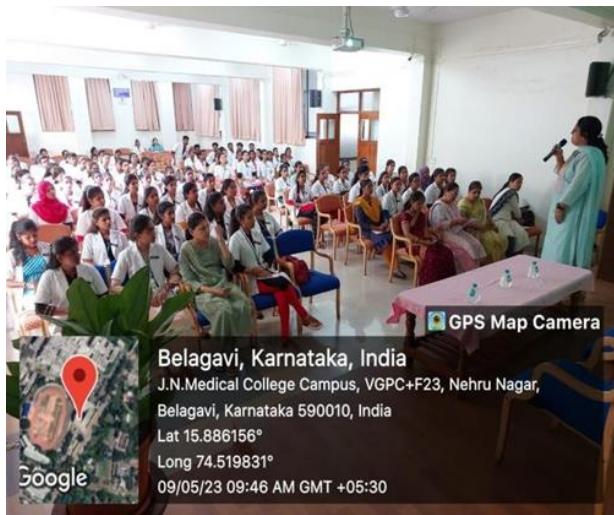 GPS Map Camera
Belagavi, Karnataka, India
J.N.Medical College Campus, VGPC+F23, Nehru Nagar,
Belagavi, Karnataka 590010, India
Lat 15.886156°
Long 74.519831°
09/05/23 09:46 AM GMT +05:30
Google